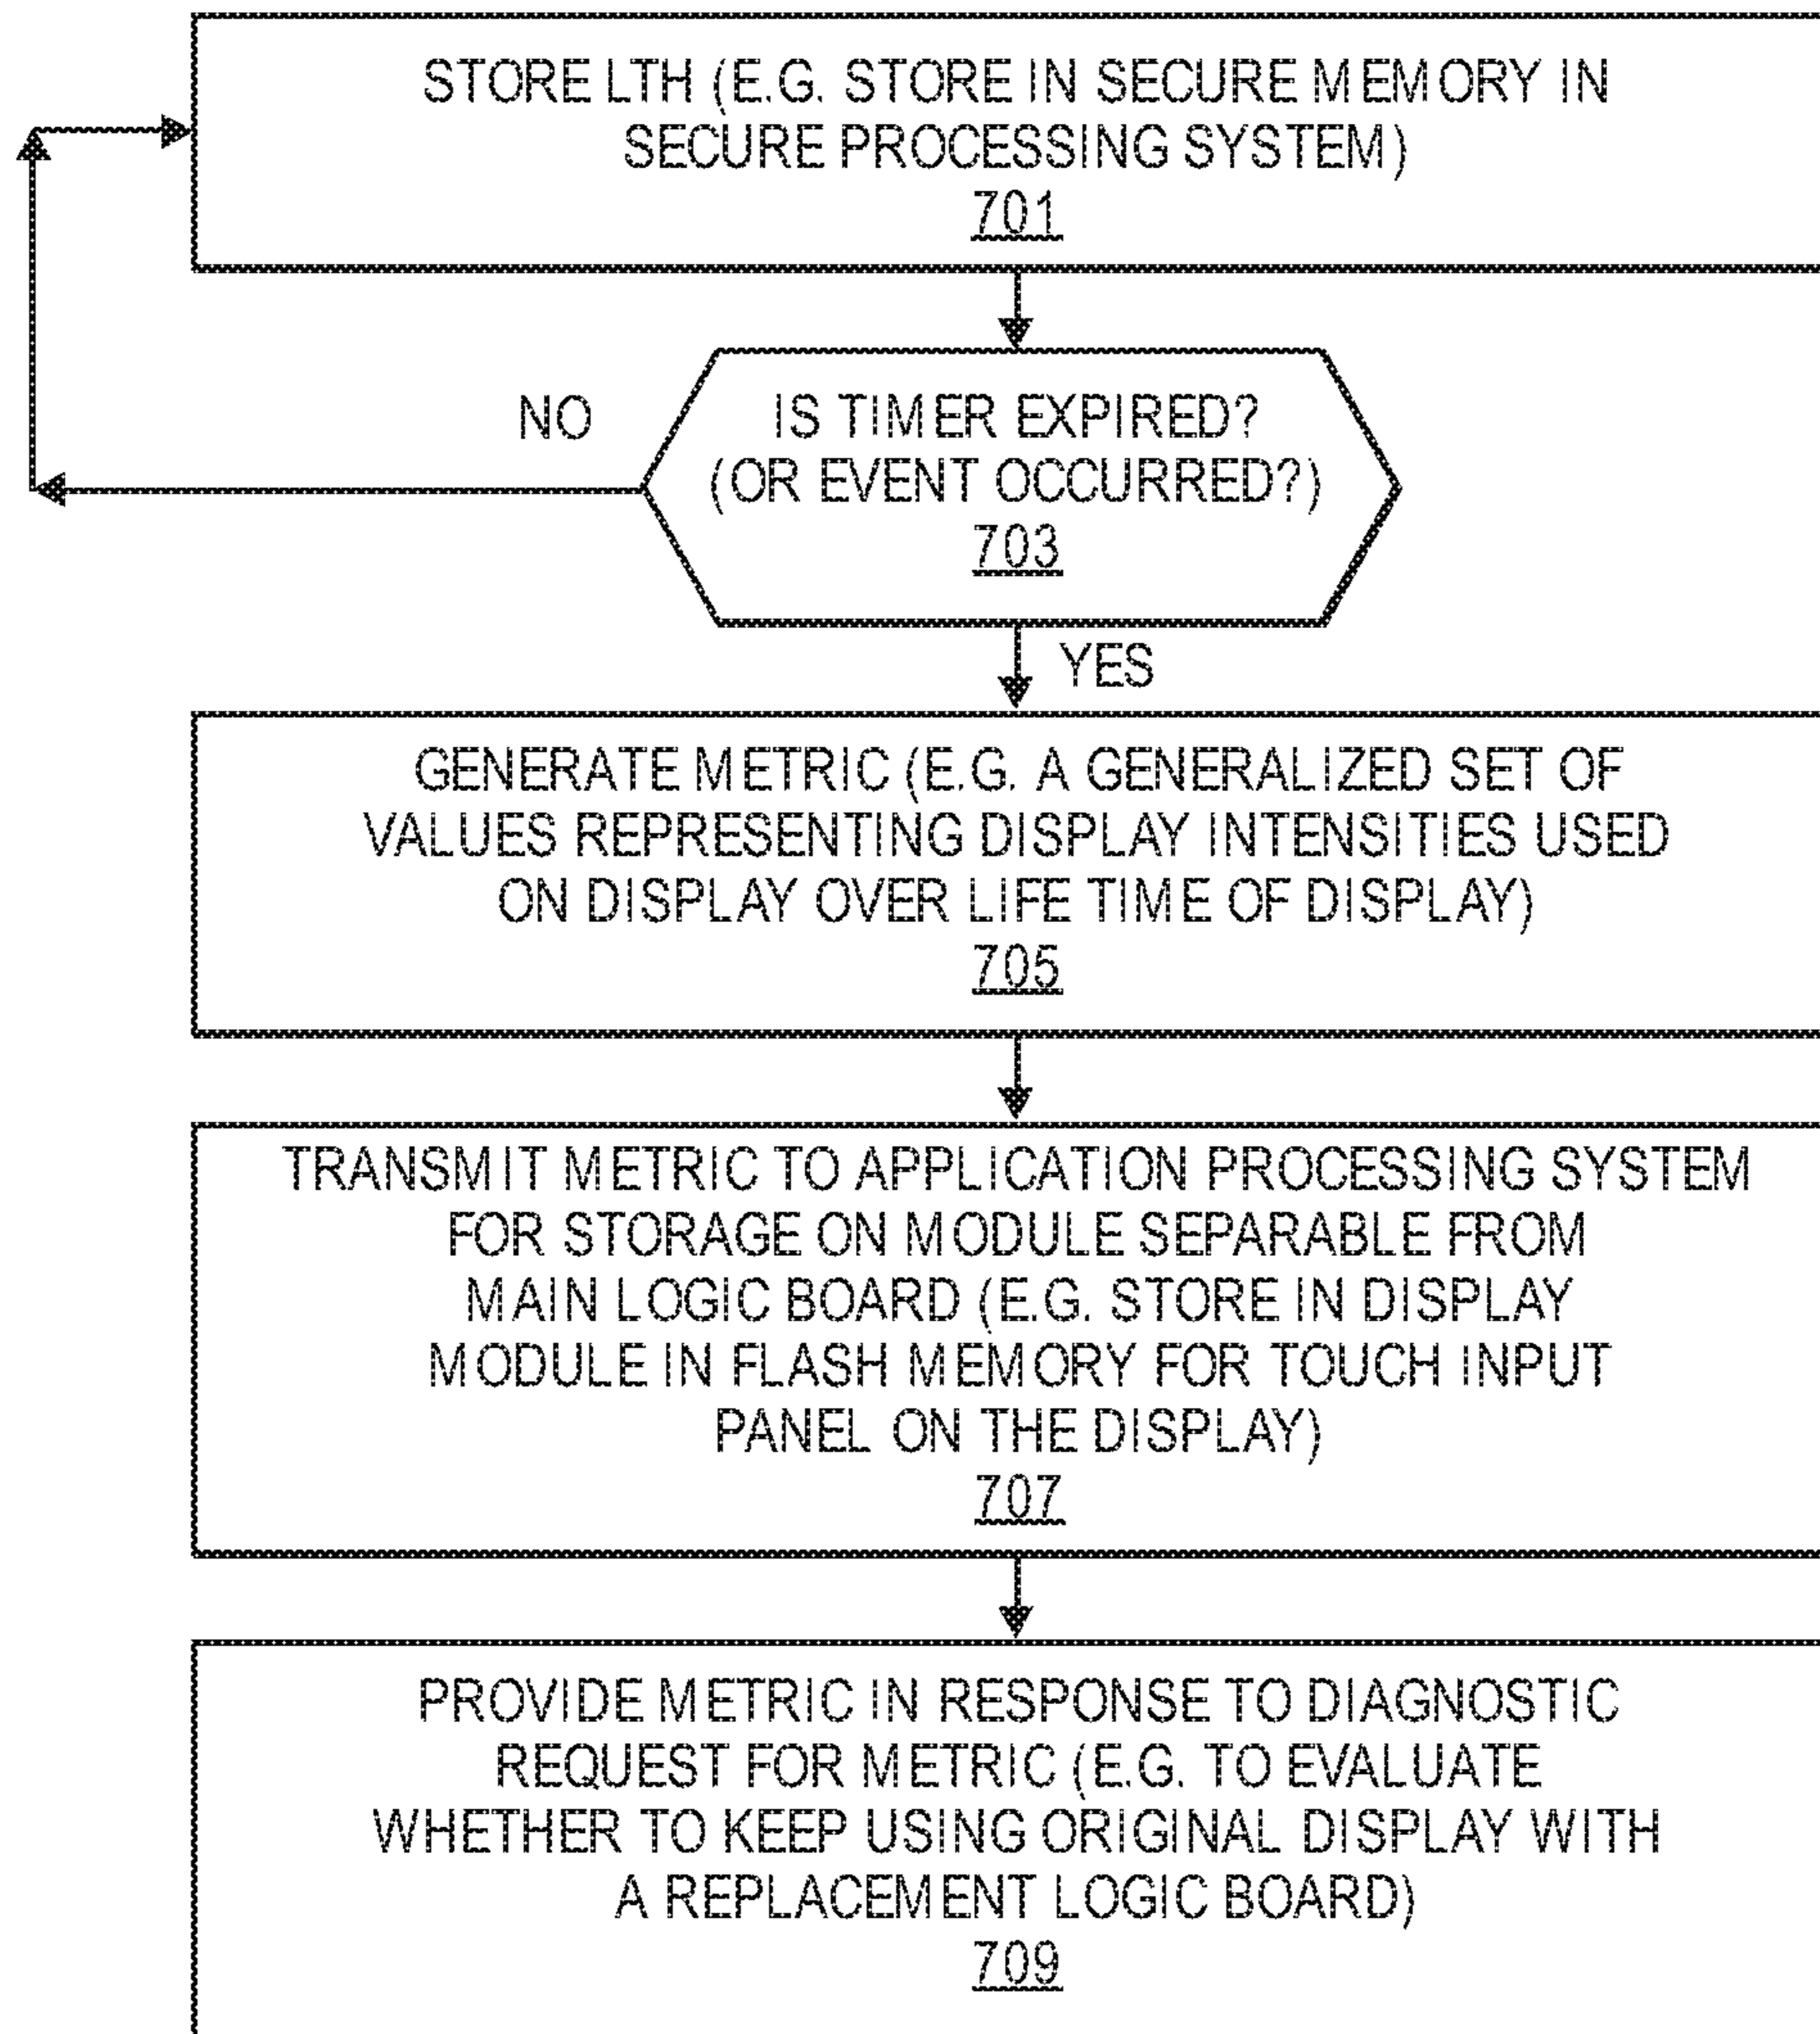 STORE LTH (E.G. STORE IN SECURE MEMORY IN
SECURE PROCESSING SYSTEM)
701
NO
IS TIMER EXPIRED?
(OR EVENT OCCURRED?)
703
YES
GENERATE METRIC (E.G. A GENERALIZED SET OF
VALUES REPRESENTING DISPLAY INTENSITIES USED
ON DISPLAY OVER LIFE TIME OF DISPLAY)
705
TRANSMIT METRIC TO APPLICATION PROCESSING SYSTEM
FOR STORAGE ON MODULE SEPARABLE FROM
MAIN LOGIC BOARD (E.G. STORE IN DISPLAY
MODULE IN FLASH MEMORY FOR TOUCH INPUT
PANEL ON THE DISPLAY)
707
PROVIDE METRIC IN RESPONSE TO DIAGNOSTIC
REQUEST FOR METRIC (E.G. TO EVALUATE
WHETHER TO KEEP USING ORIGINAL DISPLAY WITH
A REPLACEMENT LOGIC BOARD)
709